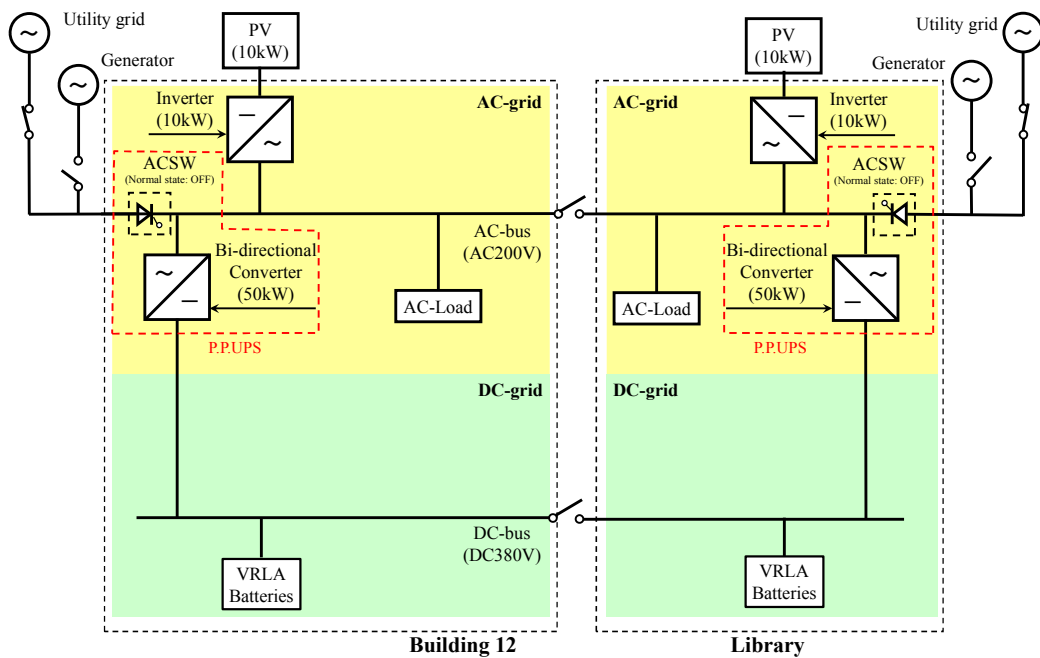 Utility grid
~
Generator
~
PV
(10kW)
AC-grid
Inverter
(10kW)
—
~
ACSW
(Normal state: OFF)
~
—
Bi-directional
Converter
(50kW)
P.P.UPS
AC-Load
AC-bus
(AC200V)
DC-grid
DC-bus
(DC380V)
VRLA
Batteries
Building 12
PV
(10kW)
Utility grid
~
Generator
~
AC-grid
Inverter
(10kW)
—
~
ACSW
(Normal state: OFF)
Bi-directional
Converter
(50kW)
~
—
AC-Load
P.P.UPS
DC-grid
VRLA
Batteries
Library